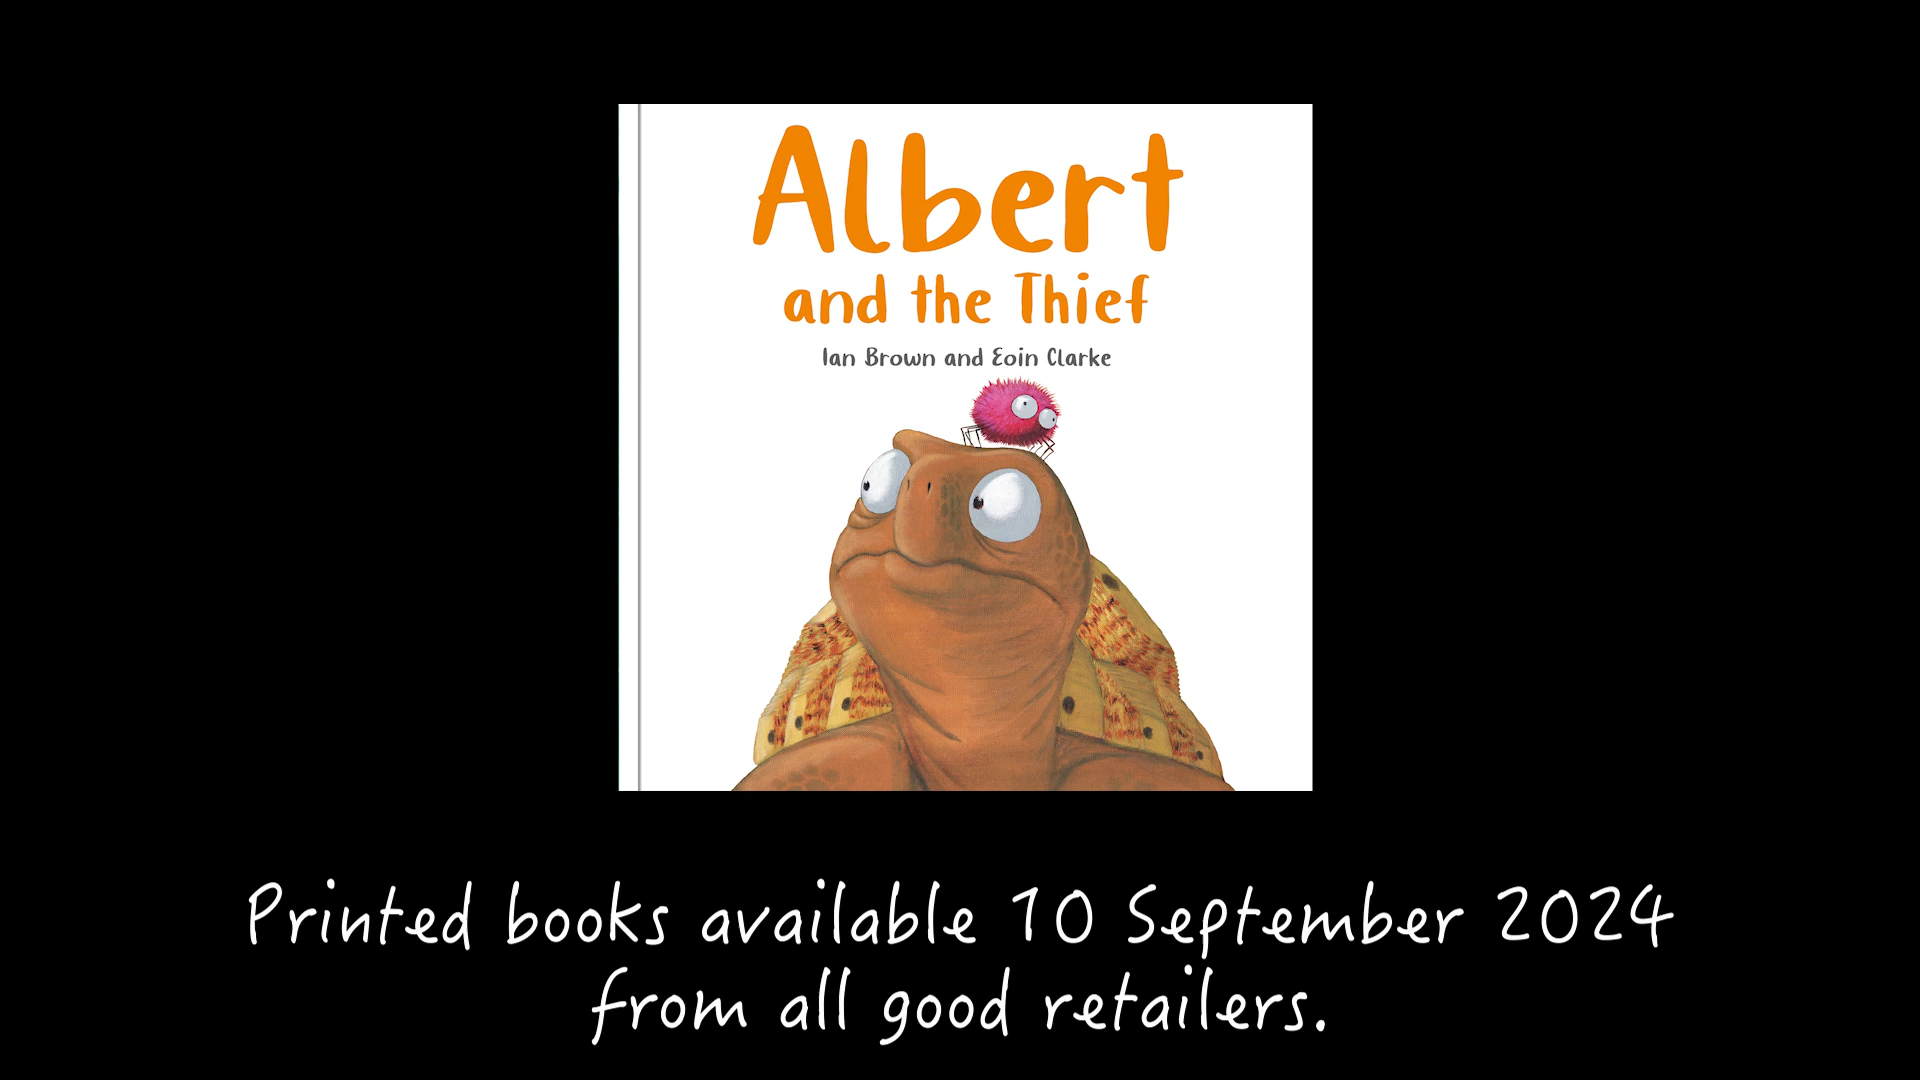 Albert
and the Thief
Ian Brown and Eoin Clarke
Printed books available 10 September 2024
from all good retailers.